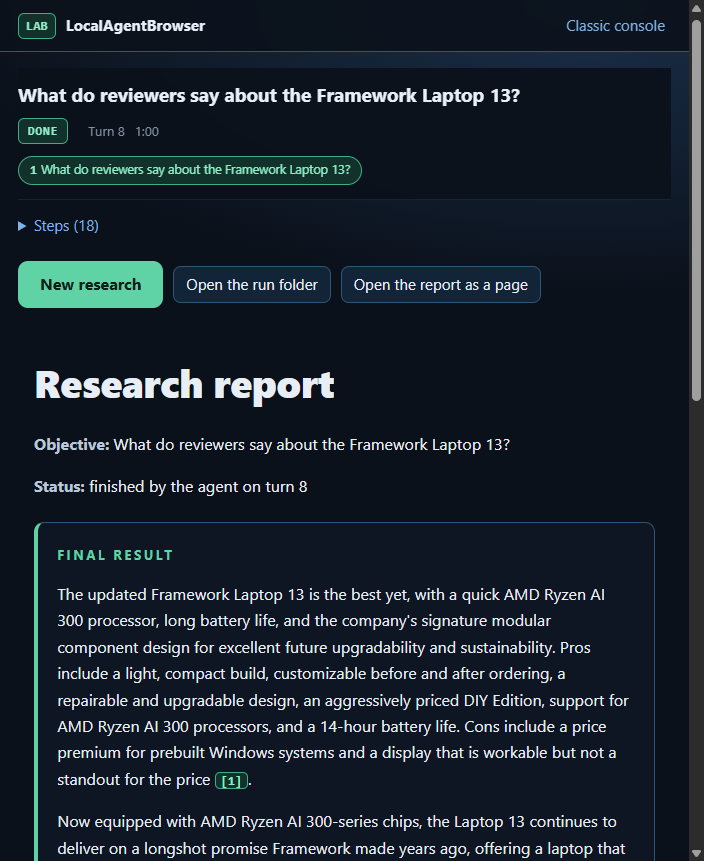 LAB LocalAgentBrowser Classic console
What do reviewers say about the Framework Laptop 13?
DONE Turn 8 1:00
1 What do reviewers say about the Framework Laptop 13?
Steps (18)
New research Open the run folder Open the report as a page
Research report
Objective: What do reviewers say about the Framework Laptop 13?
Status: finished by the agent on turn 8
FINAL RESULT
The updated Framework Laptop 13 is the best yet, with a quick AMD Ryzen AI
300 processor, long battery life, and the company's signature modular
component design for excellent future upgradability and sustainability. Pros
include a light, compact build, customizable before and after ordering, a
repairable and upgradable design, an aggressively priced DIY Edition, support for
AMD Ryzen AI 300 processors, and a 14-hour battery life. Cons include a price
premium for prebuilt Windows systems and a display that is workable but not a
standout for the price [1].
Now equipped with AMD Ryzen AI 300-series chips, the Laptop 13 continues to
deliver on a longshot promise Framework made years ago, offering a laptop that